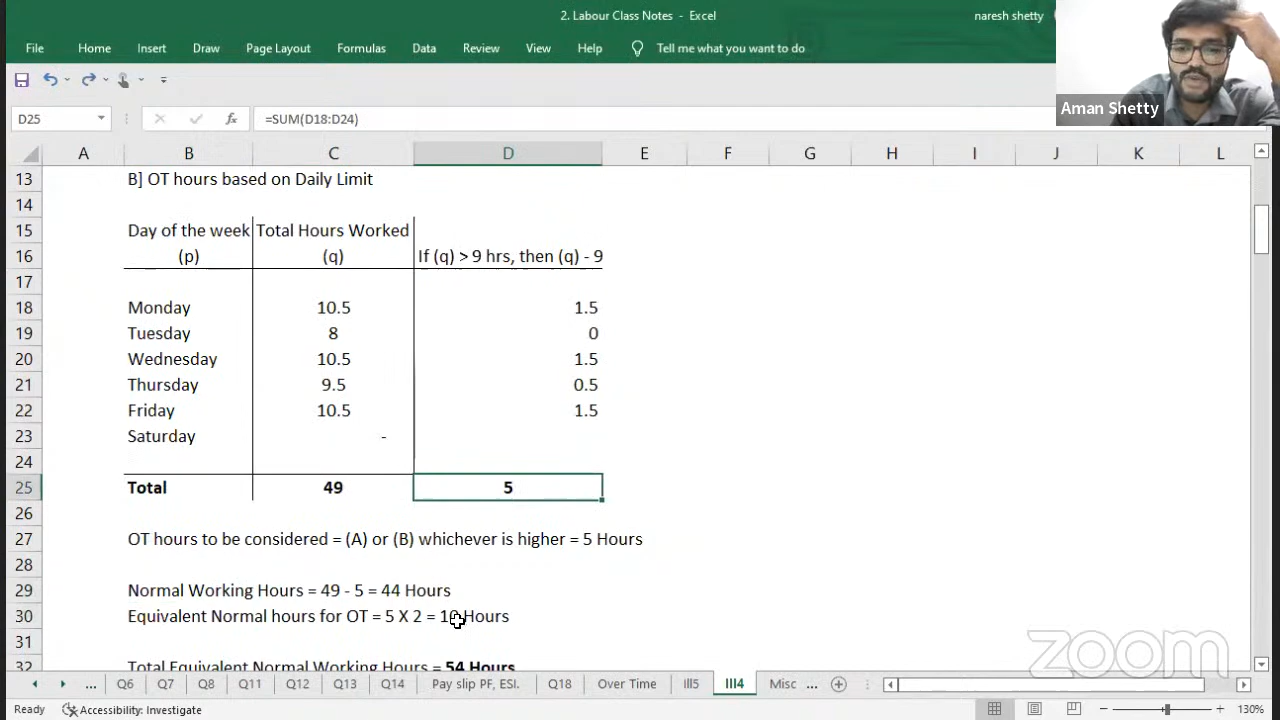 2. Labour Class Notes - Excel
naresh shetty
File Home Insert Draw Page Layout Formulas Data Review View Help Tell me what you want to do
Aman Shetty
D25 fx =SUM(D18:D24)
A B C D E F G H I J K L
13 B] OT hours based on Daily Limit
14
15 Day of the week Total Hours Worked
16 (p) (q) If (q) > 9 hrs, then (q) - 9
17
18 Monday 10.5 1.5
19 Tuesday 8 0
20 Wednesday 10.5 1.5
21 Thursday 9.5 0.5
22 Friday 10.5 1.5
23 Saturday -
24
25 Total 49 5
26
27 OT hours to be considered = (A) or (B) whichever is higher = 5 Hours
28
29 Normal Working Hours = 49 - 5 = 44 Hours
30 Equivalent Normal hours for OT = 5 X 2 = 10 Hours
31
32 Total Equivalent Normal Working Hours = 54 Hours
zoom
... Q6 Q7 Q8 Q11 Q12 Q13 Q14 Pay slip PF, ESI. Q18 Over Time Ill5 Ill4 Misc ...
Ready Accessibility: Investigate 130%